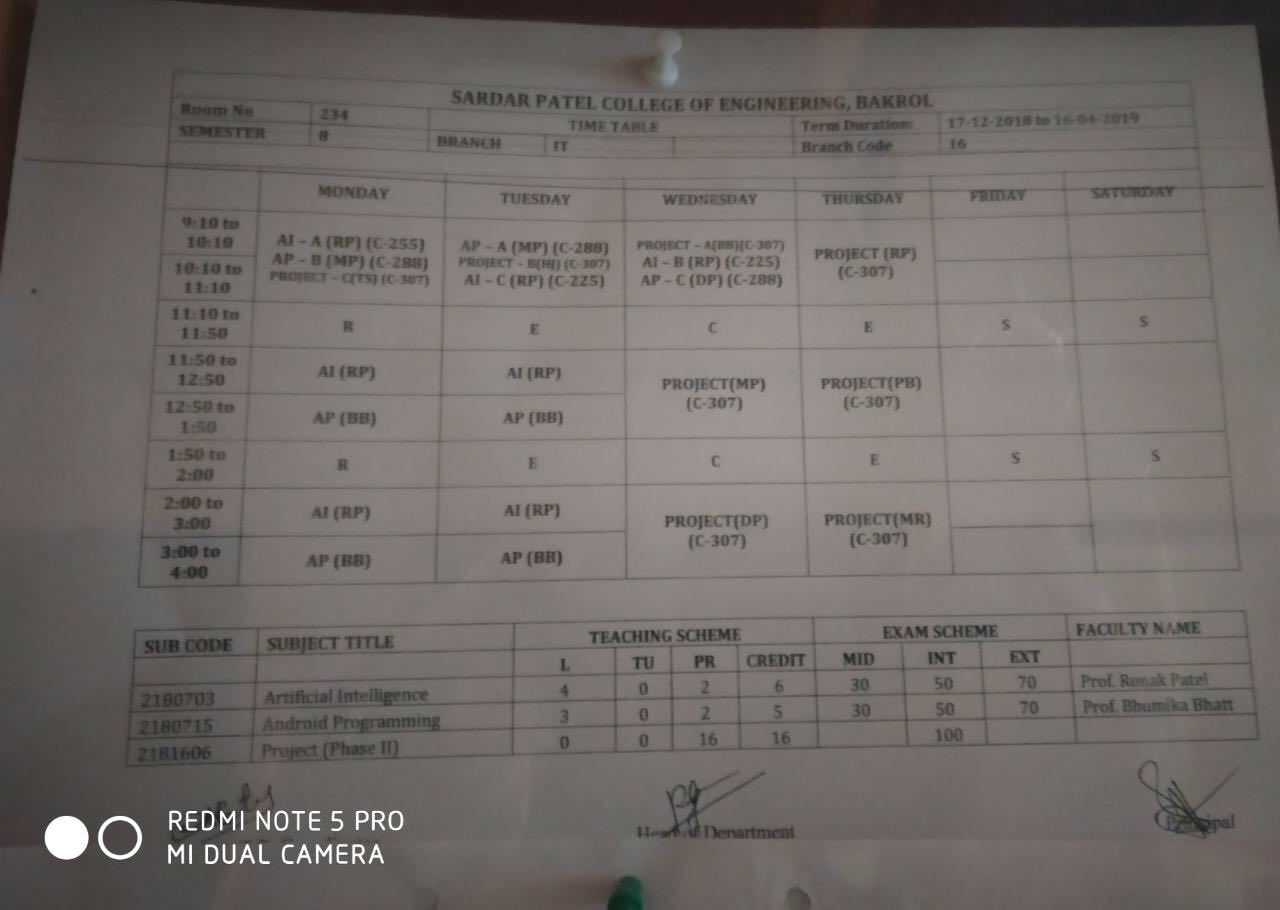 SARDAR PATEL COLLEGE OF ENGINEERING, BAKROL
Room No 234 TIME TABLE Term Duration: 17-12-2018 to 16-04-2019
SEMESTER 8 BRANCH IT Branch Code 16
MONDAY TUESDAY WEDNESDAY THURSDAY FRIDAY SATURDAY
9:10 to
10:10
10:10 to
11:10
AI – A (RP) (C-255)
AP – B (MP) (C-288)
PROJECT – C(TS) (C-307)
AP – A (MP) (C-288)
PROJECT – B(HJ) (C-307)
AI – C (RP) (C-225)
PROJECT – A(BB)(C-307)
AI – B (RP) (C-225)
AP – C (DP) (C-288)
PROJECT (RP)
(C-307)
11:10 to
11:50
R E C E S S
11:50 to
12:50
AI (RP) AI (RP)
PROJECT(MP)
(C-307)
PROJECT(PB)
(C-307)
12:50 to
1:50
AP (BB) AP (BB)
1:50 to
2:00
R E C E S S
2:00 to
3:00
AI (RP) AI (RP)
PROJECT(DP)
(C-307)
PROJECT(MR)
(C-307)
3:00 to
4:00
AP (BB) AP (BB)
SUB CODE SUBJECT TITLE TEACHING SCHEME EXAM SCHEME FACULTY NAME
L TU PR CREDIT MID INT EXT
2180703 Artificial Intelligence 4 0 2 6 30 50 70 Prof. Ronak Patel
2180715 Android Programming 3 0 2 5 30 50 70 Prof. Bhumika Bhatt
2181606 Project (Phase II) 0 0 16 16 100
Head of Department
Principal
REDMI NOTE 5 PRO
MI DUAL CAMERA